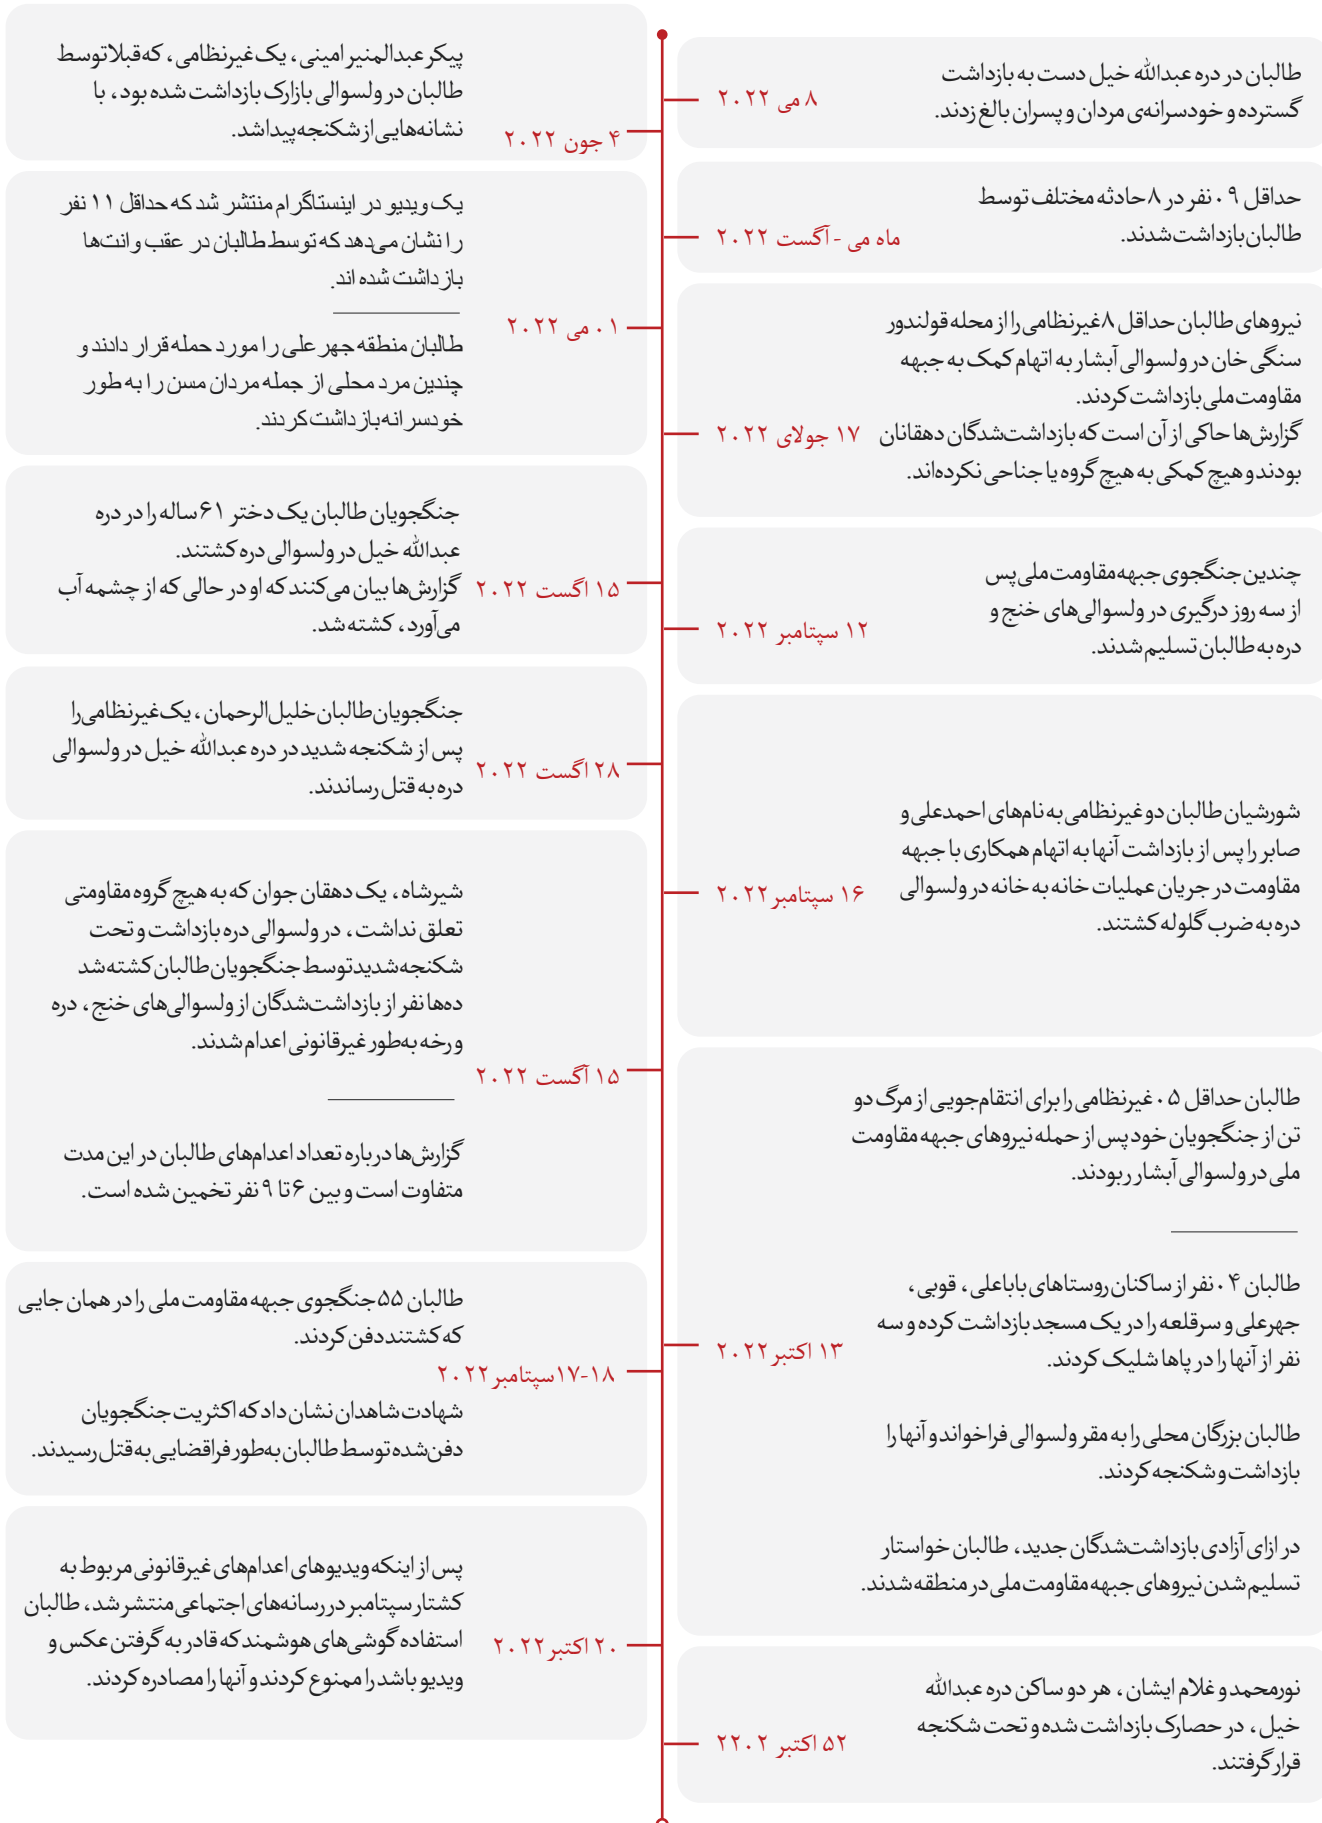 طالبان در دره عبدالله خیل دست به بازداشت
گسترده و خودسرانه‌ی مردان و پسران بالغ زدند.
۸ می ۲۰۲۲
حداقل ۰۹ نفر در ۸ حادثه مختلف توسط
طالبان بازداشت شدند.
ماه می - آگست ۲۰۲۲
نیروهای طالبان حداقل ۸ غیرنظامی را از محله قولندور
سنگی خان در ولسوالی آبشار به اتهام کمک به جبهه
مقاومت ملی بازداشت کردند.
گزارش‌ها حاکی از آن است که بازداشت‌شدگان دهقانان
بودند و هیچ کمکی به هیچ گروه یا جناحی نکرده‌اند.
۱۷ جولای ۲۰۲۲
چندین جنگجوی جبهه مقاومت ملی پس
از سه روز درگیری در ولسوالی‌های خنج و
دره به طالبان تسلیم شدند.
۱۲ سپتامبر ۲۰۲۲
شورشیان طالبان دو غیرنظامی به نام‌های احمدعلی و
صابر را پس از بازداشت آنها به اتهام همکاری با جبهه
مقاومت در جریان عملیات خانه به خانه در ولسوالی
دره به ضرب گلوله کشتند.
۱۶ سپتامبر ۲۰۲۲
طالبان حداقل ۰۵ غیرنظامی را برای انتقام‌جویی از مرگ دو
تن از جنگجویان خود پس از حمله نیروهای جبهه مقاومت
ملی در ولسوالی آبشار ربودند.
طالبان ۰۴ نفر از ساکنان روستاهای باباعلی، قوبی،
جهرعلی و سرقلعه را در یک مسجد بازداشت کرده و سه
نفر از آنها را در پاها شلیک کردند.
۱۳ اکتبر ۲۰۲۲
طالبان بزرگان محلی را به مقر ولسوالی فراخواند و آنها را
بازداشت و شکنجه کردند.
در ازای آزادی بازداشت‌شدگان جدید، طالبان خواستار
تسلیم شدن نیروهای جبهه مقاومت ملی در منطقه شدند.
نورمحمد و غلام ایشان، هر دو ساکن دره عبدالله
خیل، در حصارک بازداشت شده و تحت شکنجه
قرار گرفتند.
۵۲ اکتبر ۲۲۰۲
پیکر عبدالمنیر امینی، یک غیرنظامی، که قبلا توسط
طالبان در ولسوالی بازارک بازداشت شده بود، با
نشانه‌هایی از شکنجه پیدا شد.
۴ جون ۲۰۲۲
یک ویدیو در اینستاگرام منتشر شد که حداقل ۱۱ نفر
را نشان می‌دهد که توسط طالبان در عقب وانت‌ها
بازداشت شده اند.
۰۱ می ۲۰۲۲
طالبان منطقه جهرعلی را مورد حمله قرار دادند و
چندین مرد محلی از جمله مردان مسن را به طور
خودسرانه بازداشت کردند.
جنگجویان طالبان یک دختر ۶۱ ساله را در دره
عبدالله خیل در ولسوالی دره کشتند.
گزارش‌ها بیان می‌کنند که او در حالی که از چشمه آب
می‌آورد، کشته شد.
۱۵ اگست ۲۰۲۲
جنگجویان طالبان خلیل‌الرحمان، یک غیرنظامی را
پس از شکنجه شدید در دره عبدالله خیل در ولسوالی
دره به قتل رساندند.
۲۸ اگست ۲۰۲۲
شیرشاه، یک دهقان جوان که به هیچ گروه مقاومتی
تعلق نداشت، در ولسوالی دره بازداشت و تحت
شکنجه شدید توسط جنگجویان طالبان کشته شد
ده‌ها نفر از بازداشت‌شدگان از ولسوالی‌های خنج، دره
و رخه به‌طور غیرقانونی اعدام شدند.
۱۵ آگست ۲۰۲۲
گزارش‌ها درباره تعداد اعدام‌های طالبان در این مدت
متفاوت است و بین ۶ تا ۹ نفر تخمین شده است.
طالبان ۵۵ جنگجوی جبهه مقاومت ملی را در همان جایی
که کشتند دفن کردند.
۱۷-۱۸ سپتامبر ۲۰۲۲
شهادت شاهدان نشان داد که اکثریت جنگجویان
دفن‌شده توسط طالبان به‌طور فراقضایی به قتل رسیدند.
پس از اینکه ویدیوهای اعدام‌های غیرقانونی مربوط به
کشتار سپتامبر در رسانه‌های اجتماعی منتشر شد، طالبان
استفاده گوشی‌های هوشمند که قادر به گرفتن عکس و
ویدیو باشد را ممنوع کردند و آنها را مصادره کردند.
۲۰ اکتبر ۲۰۲۲